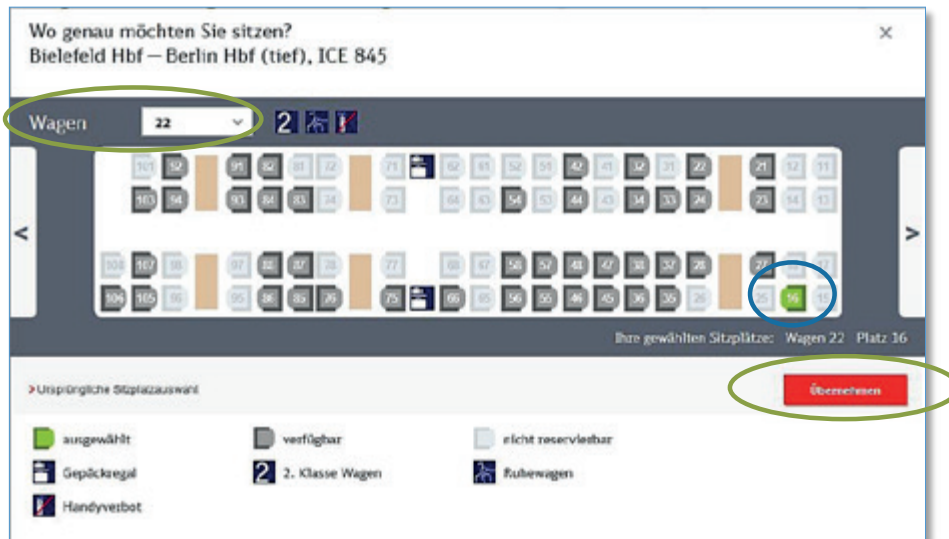 Wo genau möchten Sie sitzen?
Bielefeld Hbf — Berlin Hbf (tief), ICE 845
Wagen 22 2
101 92 91 82 81 72 71 62 61 52 51 42 41 32 31 22 21 12 11
103 94 93 84 83 74 73 64 63 54 53 44 43 34 33 24 23 14 13
108 107 98 97 88 87 78 77 68 67 58 57 48 47 38 37 28 27 17
106 105 96 95 86 85 76 75 66 65 56 55 46 45 36 35 26 25 16 15
Ihre gewählten Sitzplätze: Wagen 22 Platz 16
Ursprüngliche Sitzplatzauswahl
Übernehmen
ausgewählt verfügbar nicht reservierbar
Gepäckregal 2 2. Klasse Wagen Ruhewagen
Handyverbot